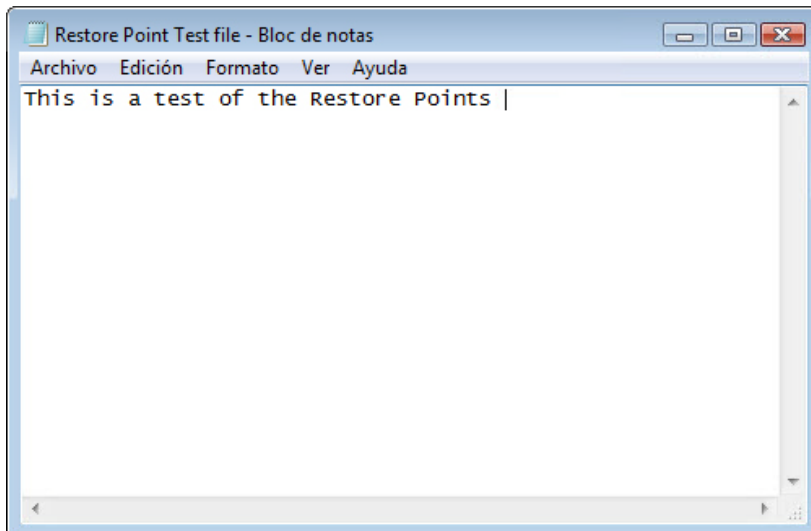 Restore Point Test file - Bloc de notas
Archivo Edición Formato Ver Ayuda
This is a test of the Restore Points